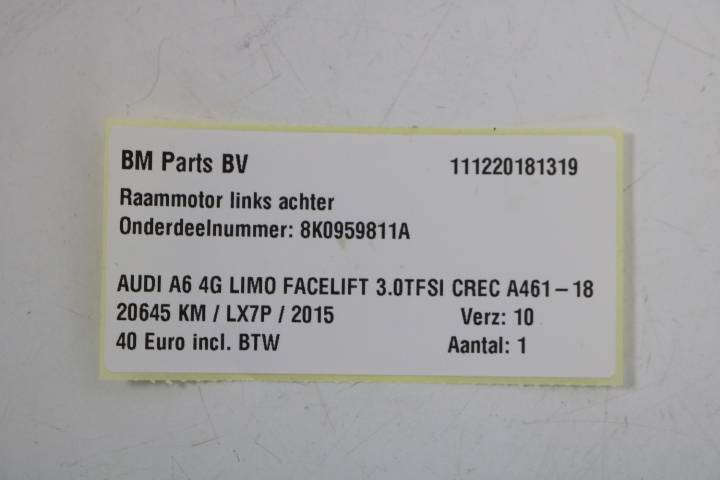 BM Parts BV 111220181319
Raammotor links achter
Onderdeelnummer: 8K0959811A
AUDI A6 4G LIMO FACELIFT 3.0TFSI CREC A461-18
20645 KM / LX7P / 2015 Verz: 10
40 Euro incl. BTW Aantal: 1